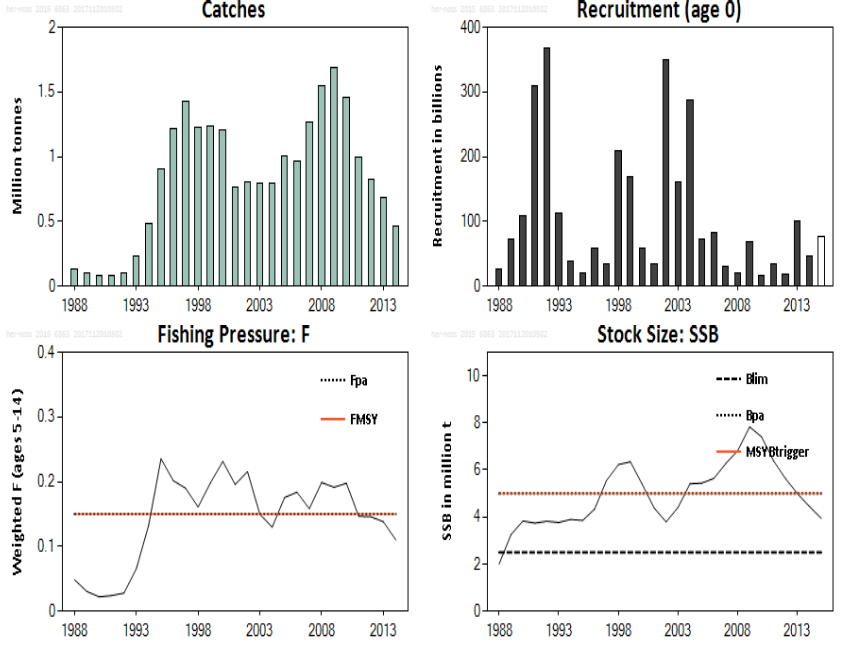 Catches
Million tonnes
2
1.5
1
0.5
0
1988 1993 1998 2003 2008 2013
Recruitment (age 0)
Recruitment in billions
400
300
200
100
0
1988 1993 1998 2003 2008 2013
Fishing Pressure: F
Weighted F (ages 5-14)
0.4
0.3
0.2
0.1
0
Fpa
FMSY
1988 1993 1998 2003 2008 2013
Stock Size: SSB
SSB in million t
10
8
6
4
2
0
Blim
Bpa
MSYBtrigger
1988 1993 1998 2003 2008 2013